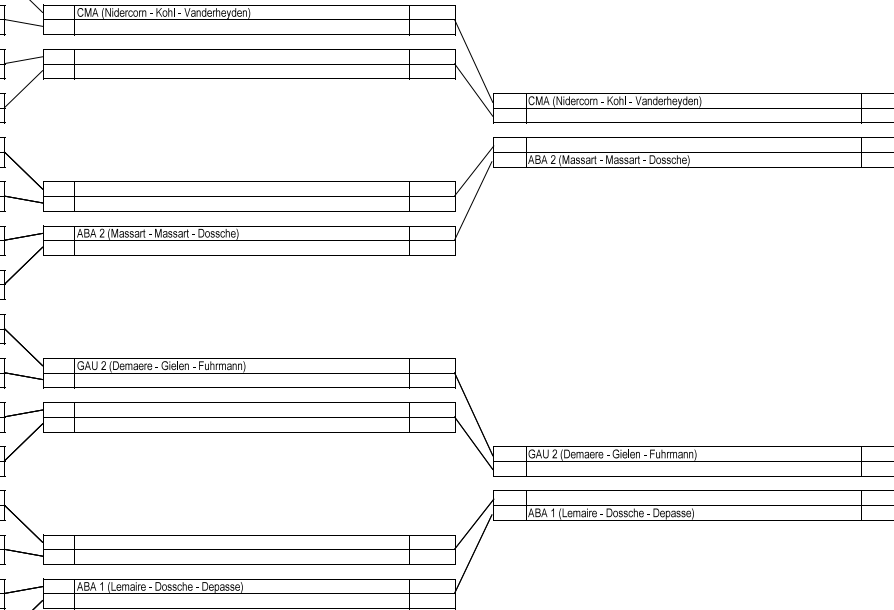 CMA (Nidercorn - Kohl - Vanderheyden)
CMA (Nidercorn - Kohl - Vanderheyden)
ABA 2 (Massart - Massart - Dossche)
ABA 2 (Massart - Massart - Dossche)
GAU 2 (Demaere - Gielen - Fuhrmann)
GAU 2 (Demaere - Gielen - Fuhrmann)
ABA 1 (Lemaire - Dossche - Depasse)
ABA 1 (Lemaire - Dossche - Depasse)